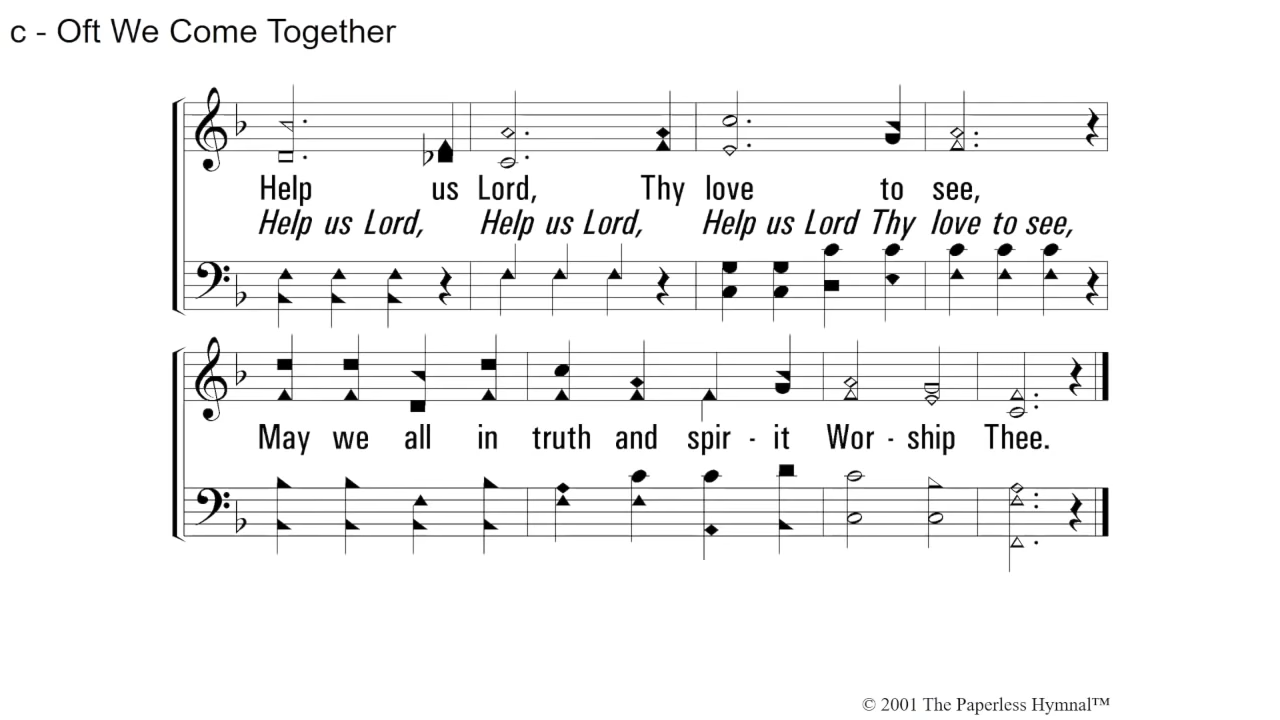 c - Oft We Come Together
Help us Lord, Thy love to see,
Help us Lord, Help us Lord, Help us Lord Thy love to see,
May we all in truth and spir - it Wor - ship Thee.
© 2001 The Paperless Hymnal™